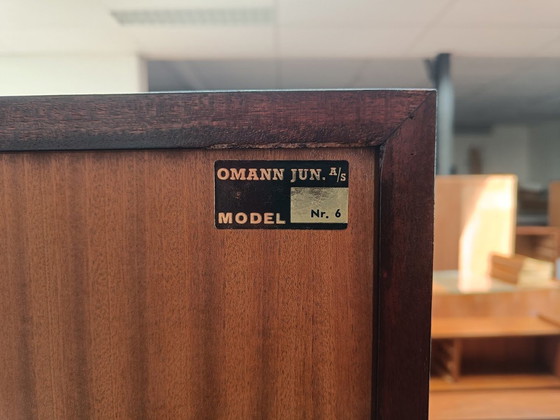 OMANN JUN. A/S
MODEL Nr. 6